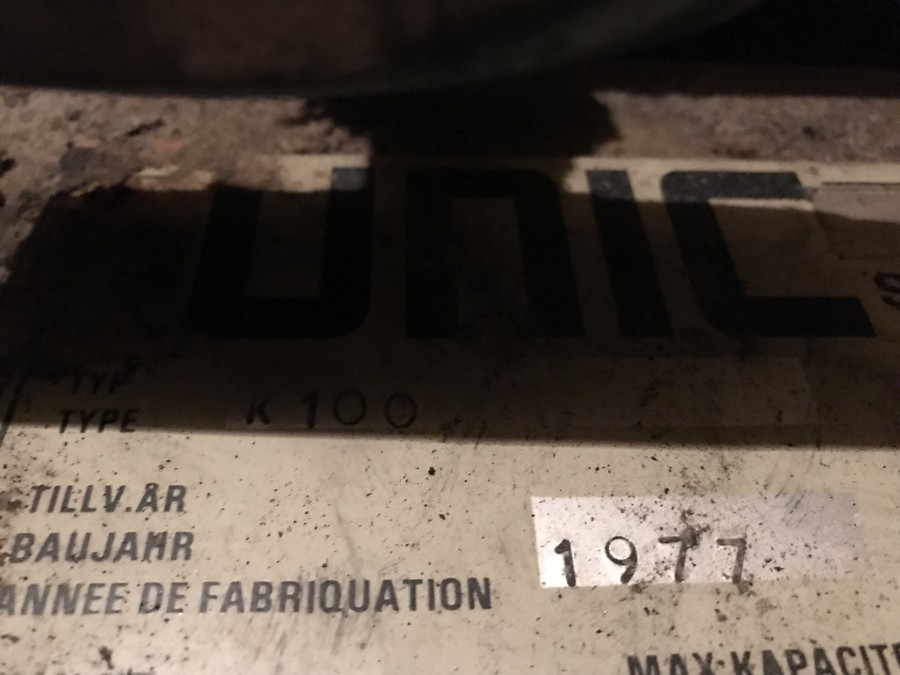 UNIC S
TYP
TYPE K 100
TILLV.ÅR
BAUJAHR 1977
ANNEE DE FABRIQUATION
MAX·KAPACITE